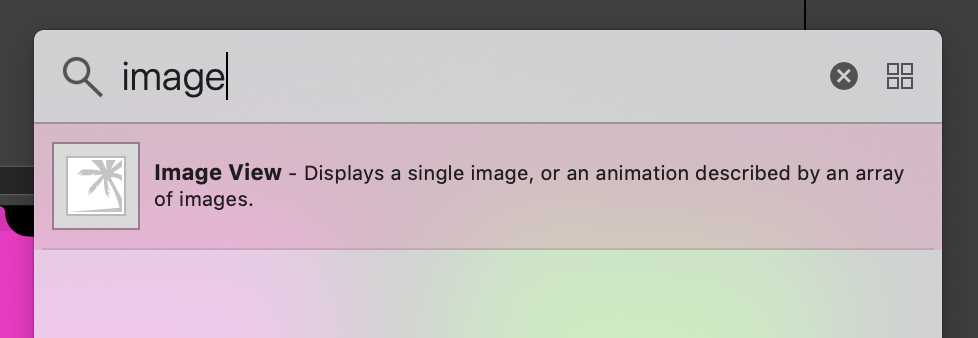 image
Image View - Displays a single image, or an animation described by an array
of images.